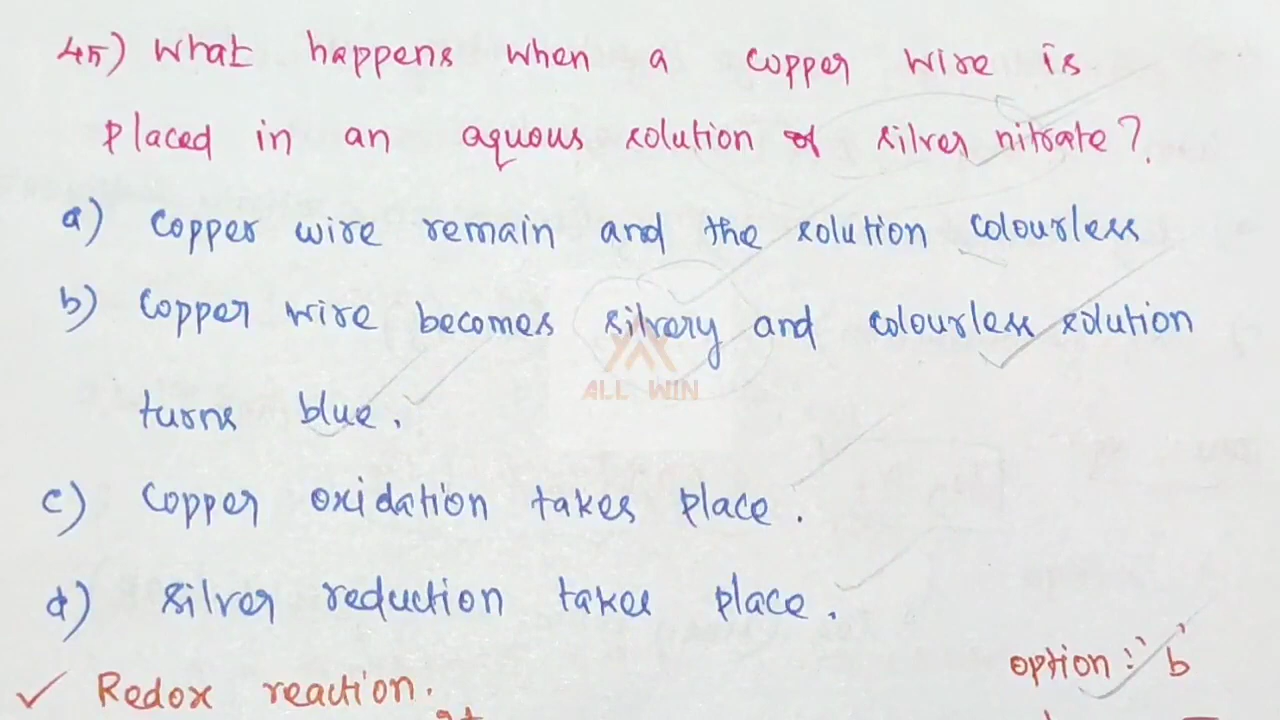 45) What happens when a copper wire is
placed in an aquous solution of silver nitrate?
a) Copper wire remain and the solution colourless
b) Copper wire becomes silvery and colourless solution
ALL WIN
turns blue.
c) Copper oxidation takes place.
d) Silver reduction takes place.
option : 'b'
✓ Redox reaction.